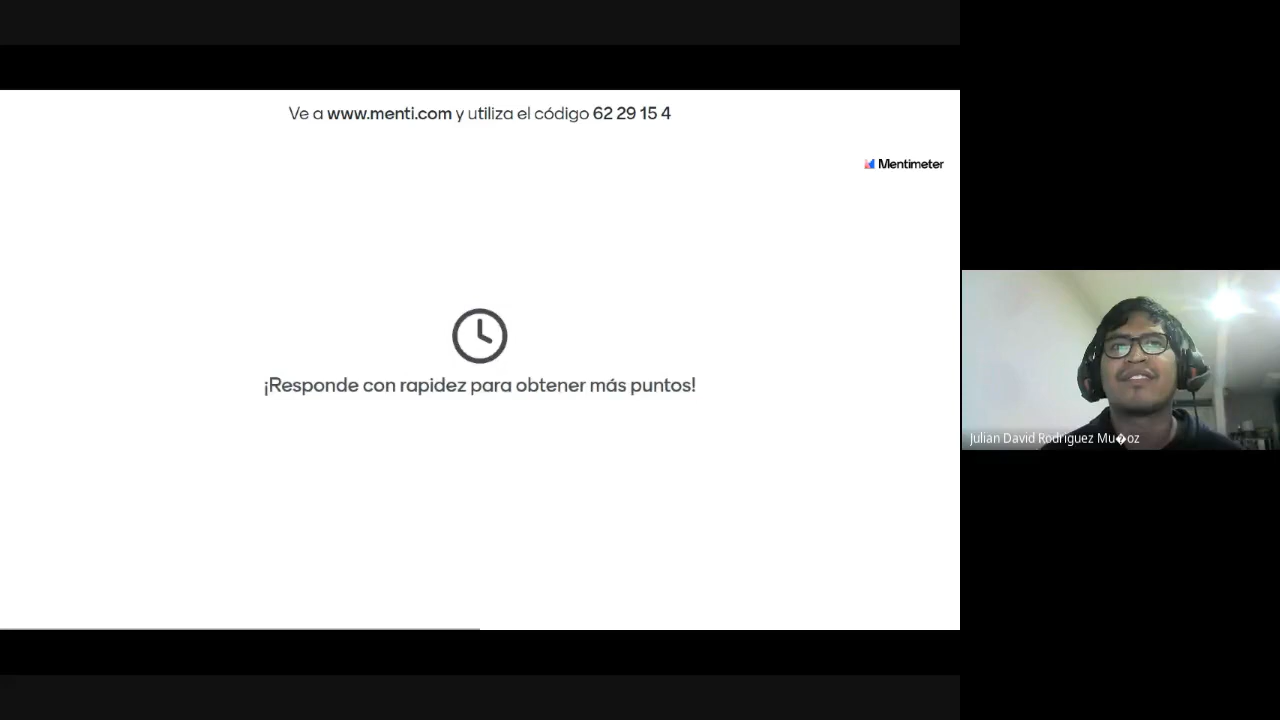 Ve a www.menti.com y utiliza el código 62 29 15 4
Mentimeter
¡Responde con rapidez para obtener más puntos!
Julian David Rodriguez Mu�oz